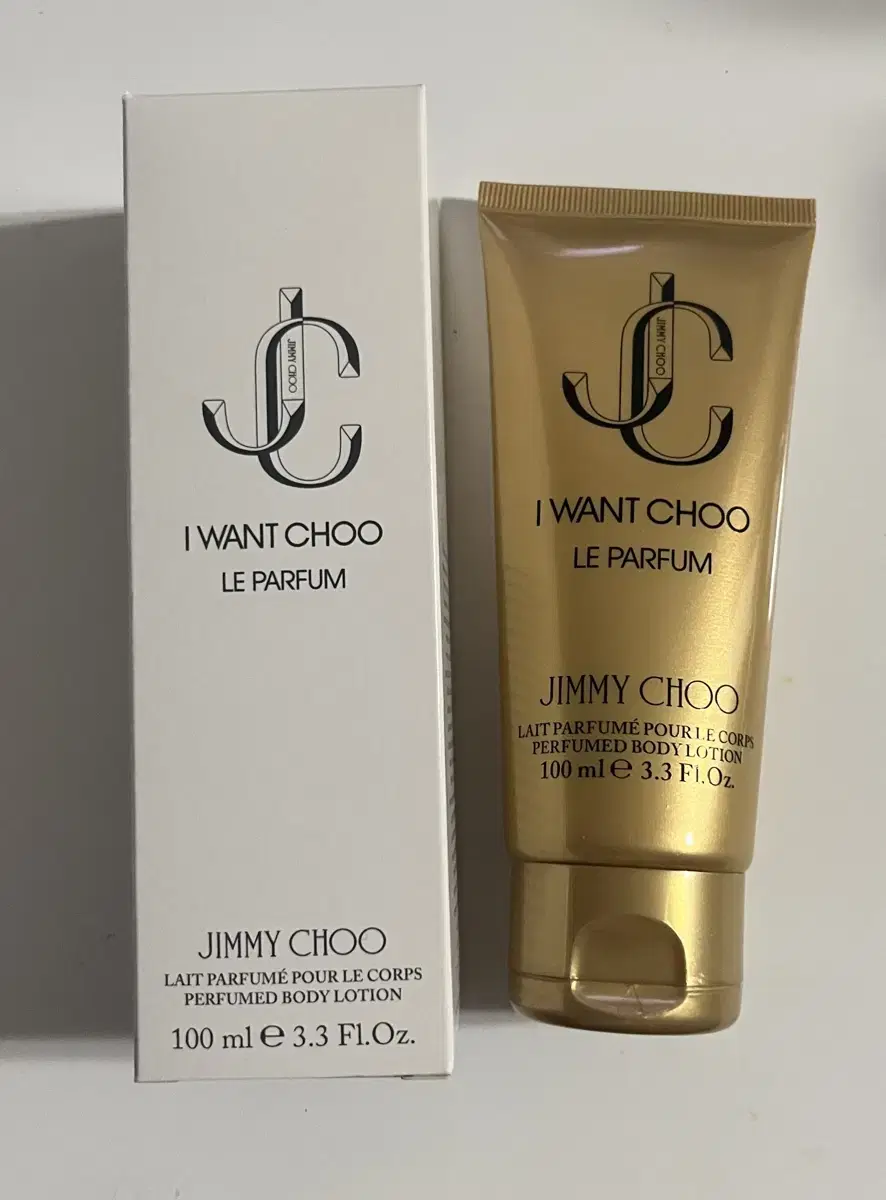 JC
JIMMY CHOO
I WANT CHOO
LE PARFUM
JIMMY CHOO
LAIT PARFUMÉ POUR LE CORPS
PERFUMED BODY LOTION
100 ml ℮ 3.3 Fl.Oz.
JC
JIMMY CHOO
I WANT CHOO
LE PARFUM
JIMMY CHOO
LAIT PARFUMÉ POUR LE CORPS
PERFUMED BODY LOTION
100 ml ℮ 3.3 Fl.Oz.